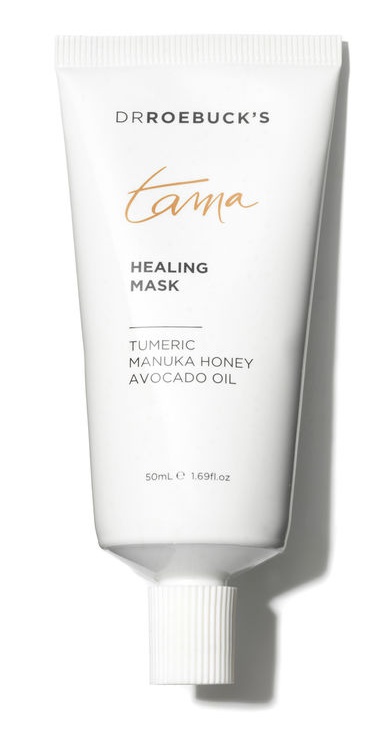 DRROEBUCK'S
tama
HEALING
MASK
TUMERIC
MANUKA HONEY
AVOCADO OIL
50mL ℮ 1.69fl.oz